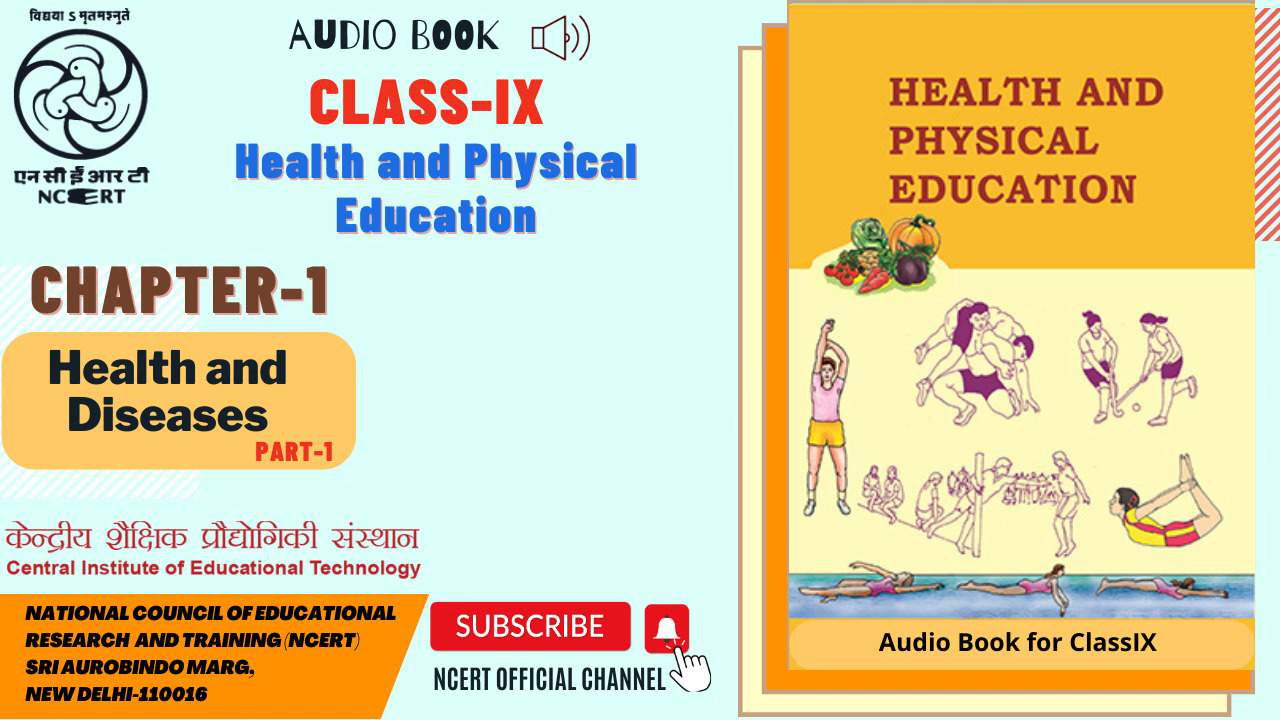 विद्यया ऽ मृतमश्नुते
एन सी ई आर टी
NCERT
AUDIO BOOK
CLASS-IX
Health and Physical
Education
CHAPTER-1
Health and
Diseases
PART-1
केन्द्रीय शैक्षिक प्रौद्योगिकी संस्थान
Central Institute of Educational Technology
NATIONAL COUNCIL OF EDUCATIONAL
RESEARCH AND TRAINING (NCERT)
SRI AUROBINDO MARG,
NEW DELHI-110016
SUBSCRIBE
NCERT OFFICIAL CHANNEL
HEALTH AND
PHYSICAL
EDUCATION
Audio Book for ClassIX